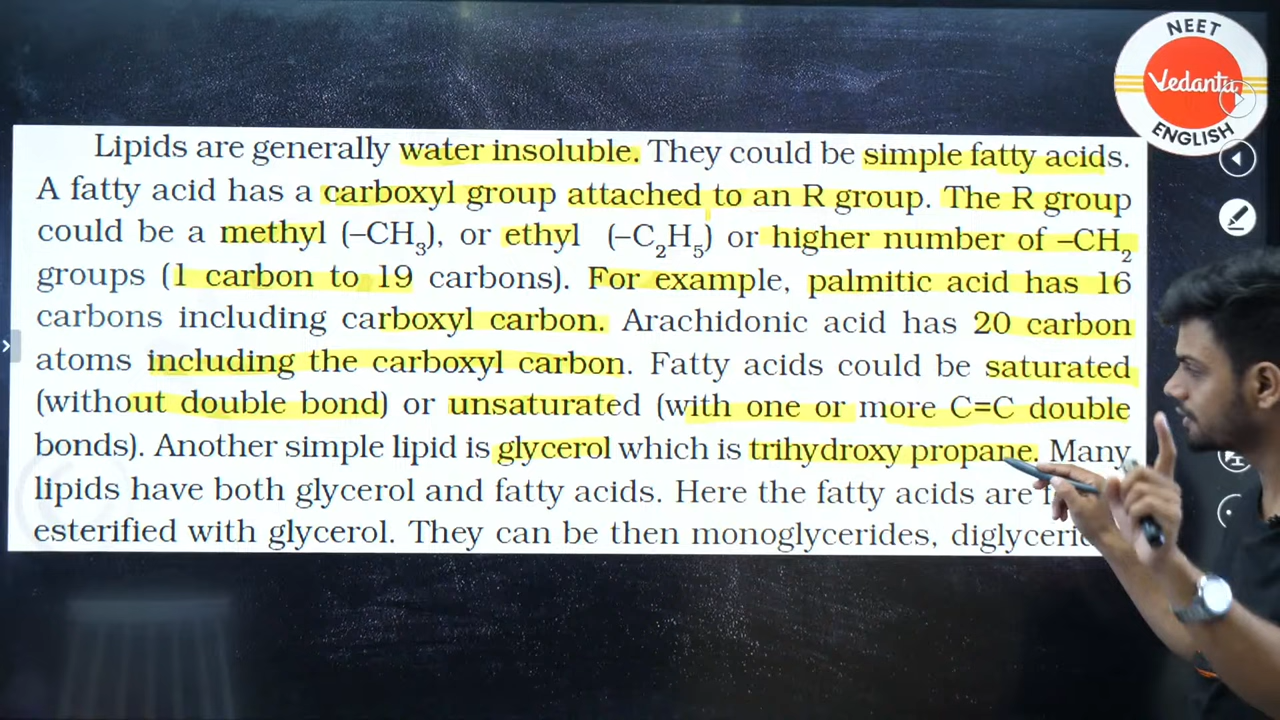 NEET
Vedantu
ENGLISH
Lipids are generally water insoluble. They could be simple fatty acids.
A fatty acid has a carboxyl group attached to an R group. The R group
could be a methyl (–CH₃), or ethyl (–C₂H₅) or higher number of –CH₂
groups (1 carbon to 19 carbons). For example, palmitic acid has 16
carbons including carboxyl carbon. Arachidonic acid has 20 carbon
atoms including the carboxyl carbon. Fatty acids could be saturated
(without double bond) or unsaturated (with one or more C=C double
bonds). Another simple lipid is glycerol which is trihydroxy propane. Many
lipids have both glycerol and fatty acids. Here the fatty acids are
esterified with glycerol. They can be then monoglycerides,